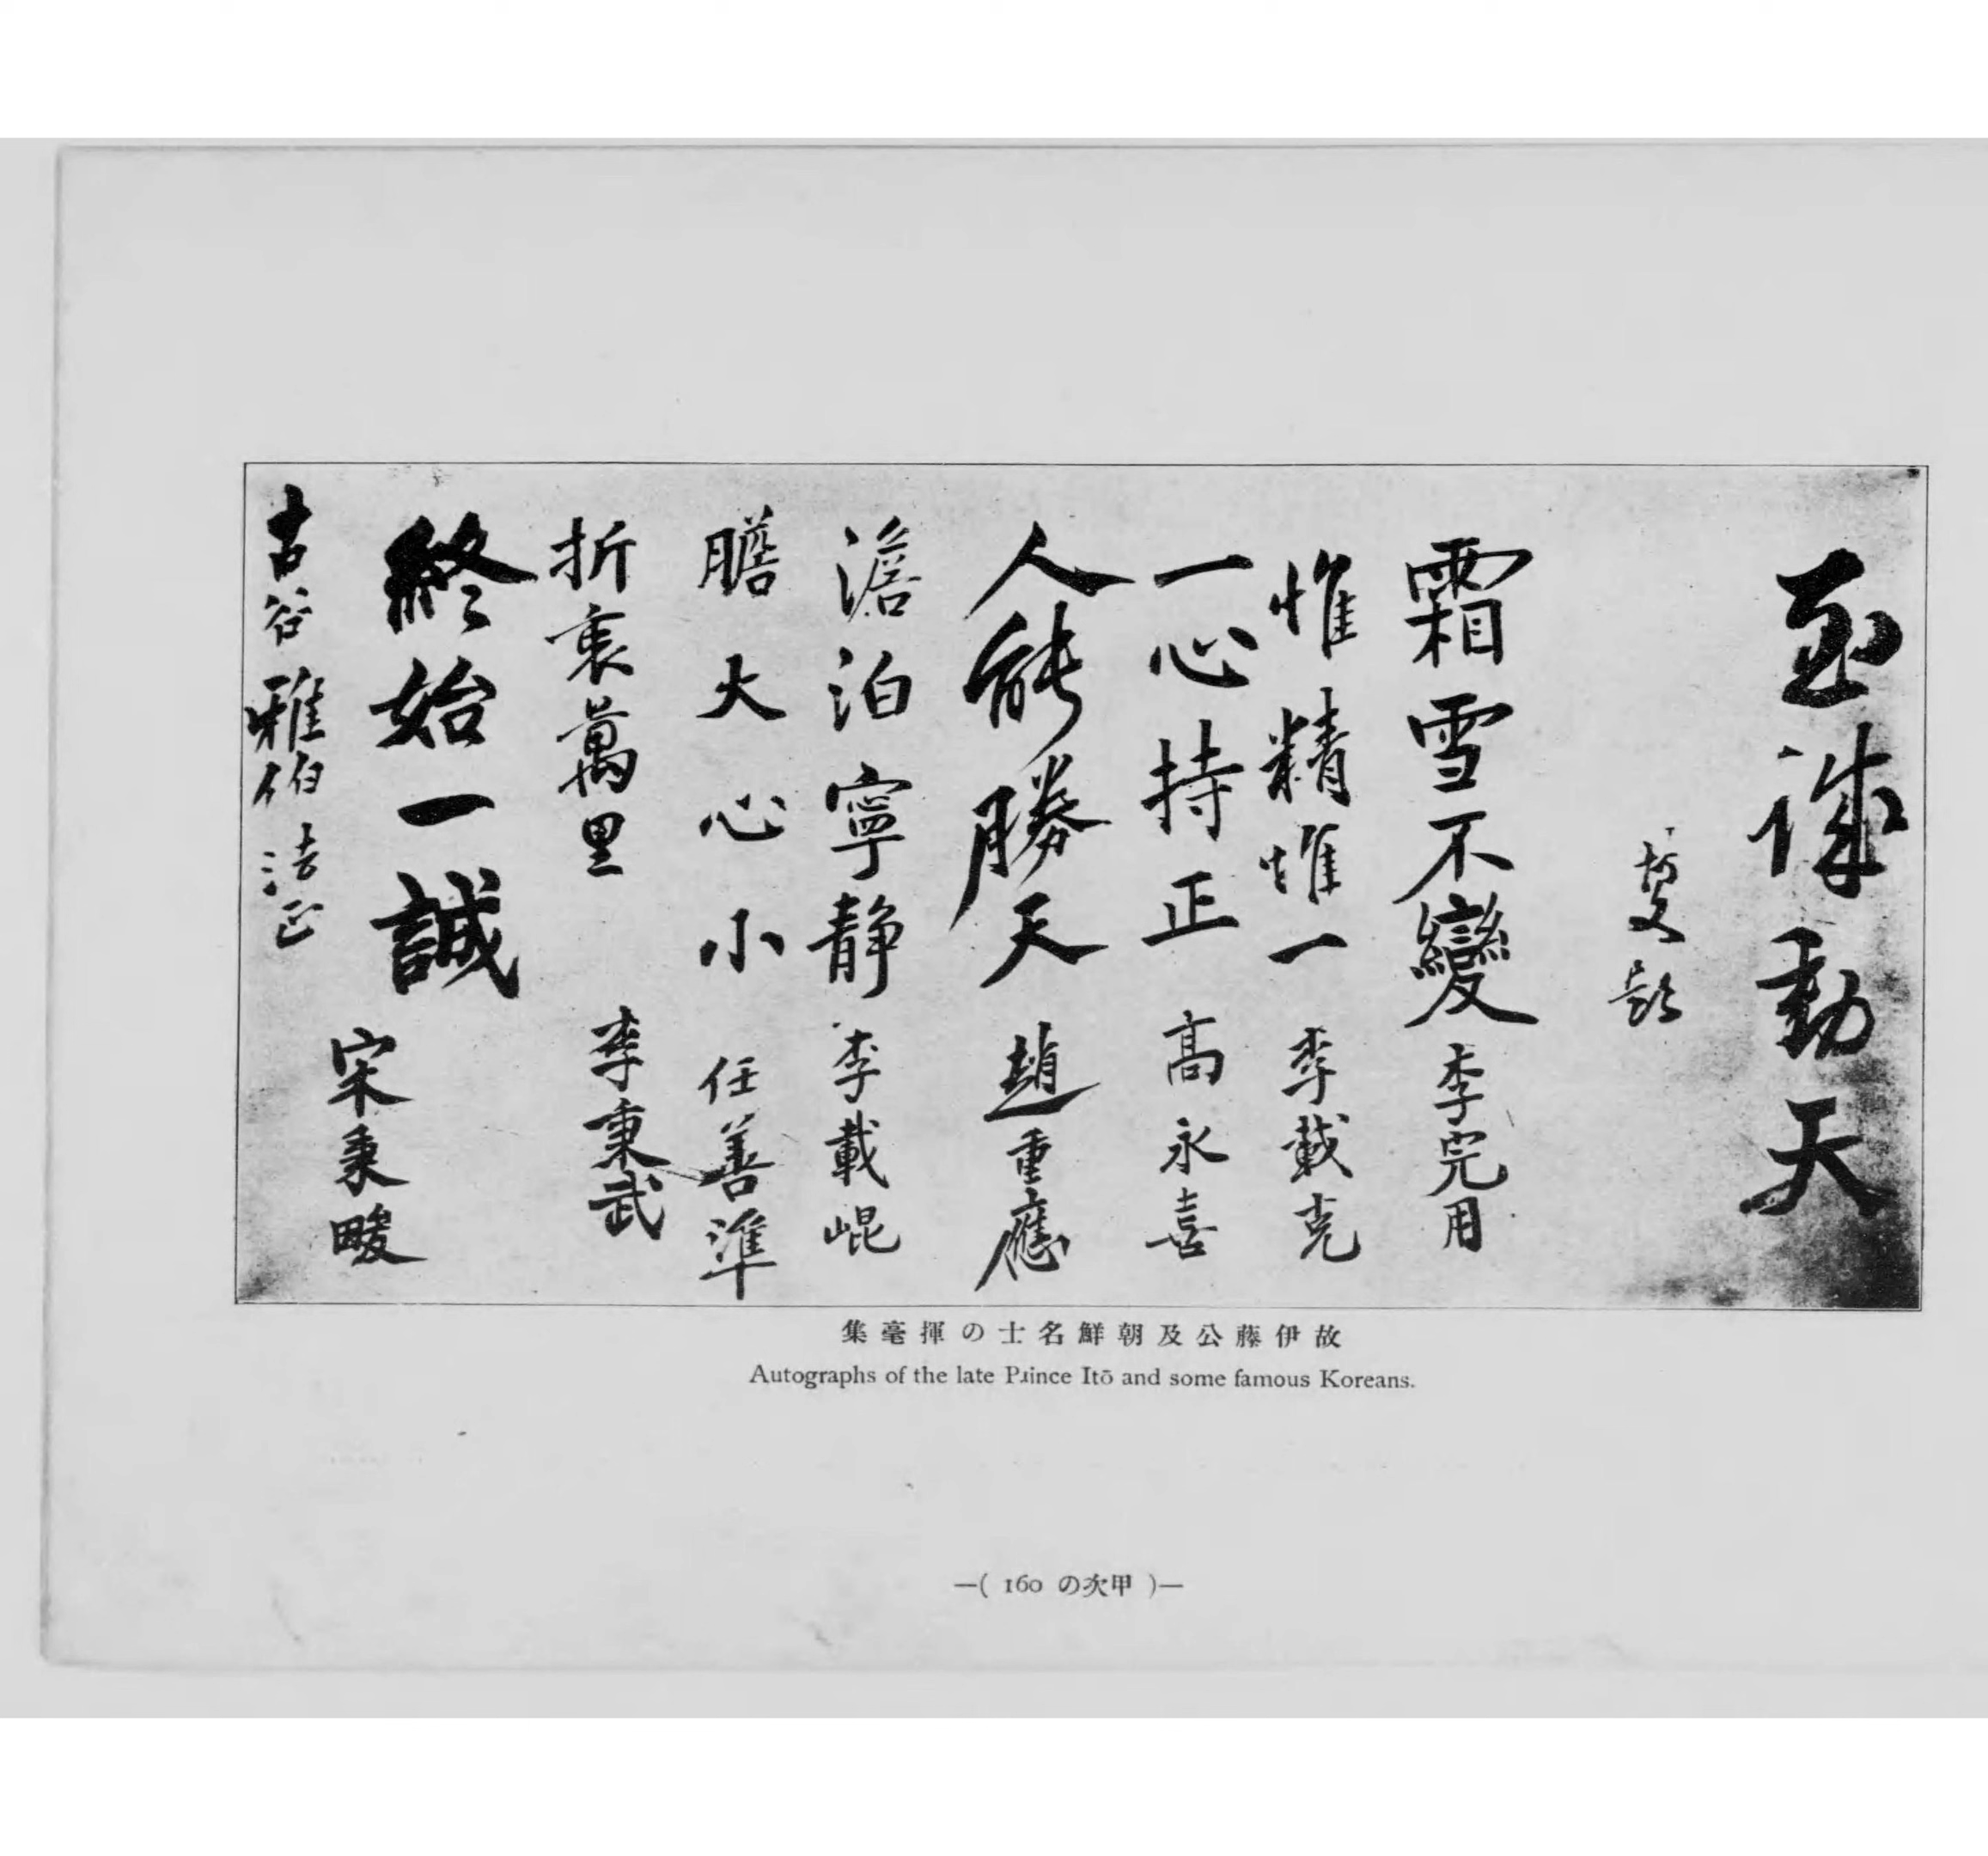 至誠動天
博文題
霜雪不變 李完用
惟精惟一 李載克
一心持正 高永喜
人能勝天 趙重應
澹泊寧静 李載崐
膽大心小 任善準
折衷萬里 李秉武
終始一誠 宋秉畯
古谷雅伯法正
集毫揮の士名鮮朝及公藤伊故
Autographs of the late Prince Itō and some famous Koreans.
—( 160 の次甲 )—